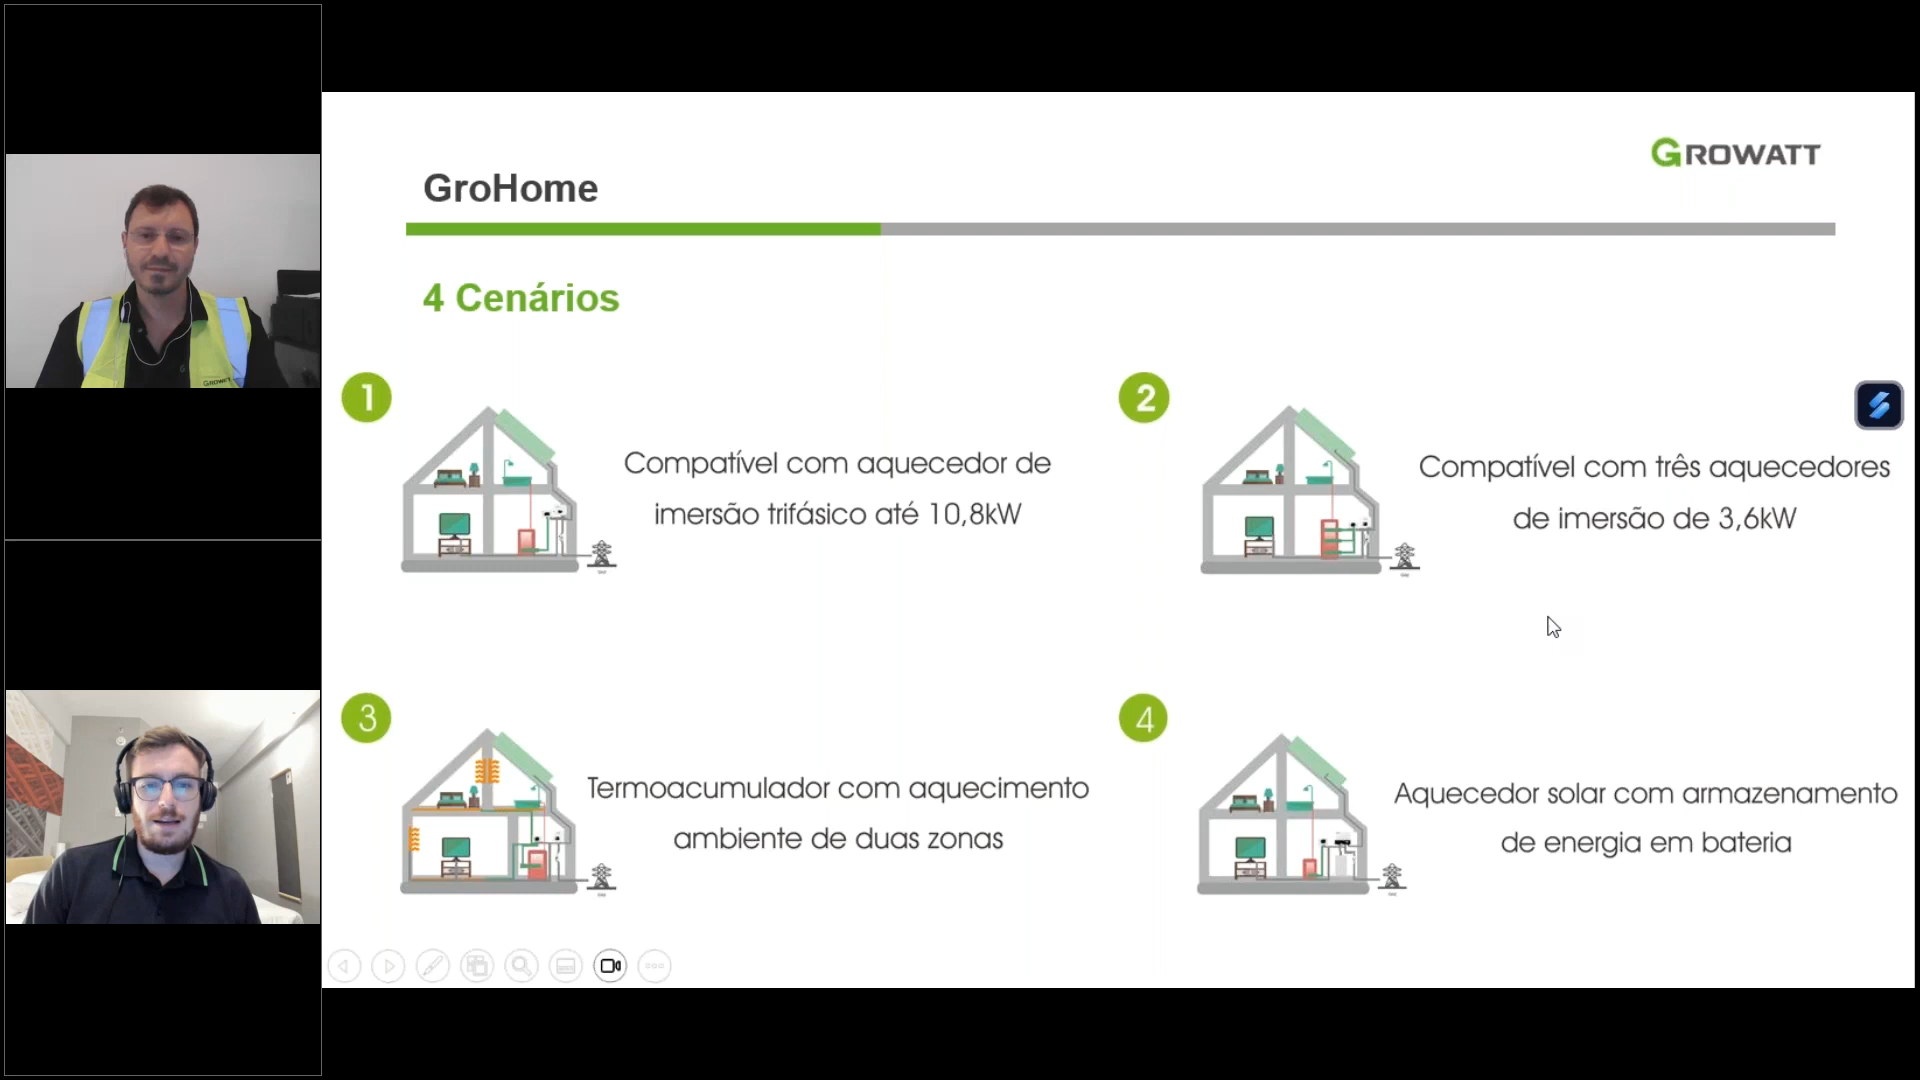 GROWATT
GroHome
4 Cenários
1
Compatível com aquecedor de
imersão trifásico até 10,8kW
2
Compatível com três aquecedores
de imersão de 3,6kW
3
Termoacumulador com aquecimento
ambiente de duas zonas
4
Aquecedor solar com armazenamento
de energia em bateria
GROWATT